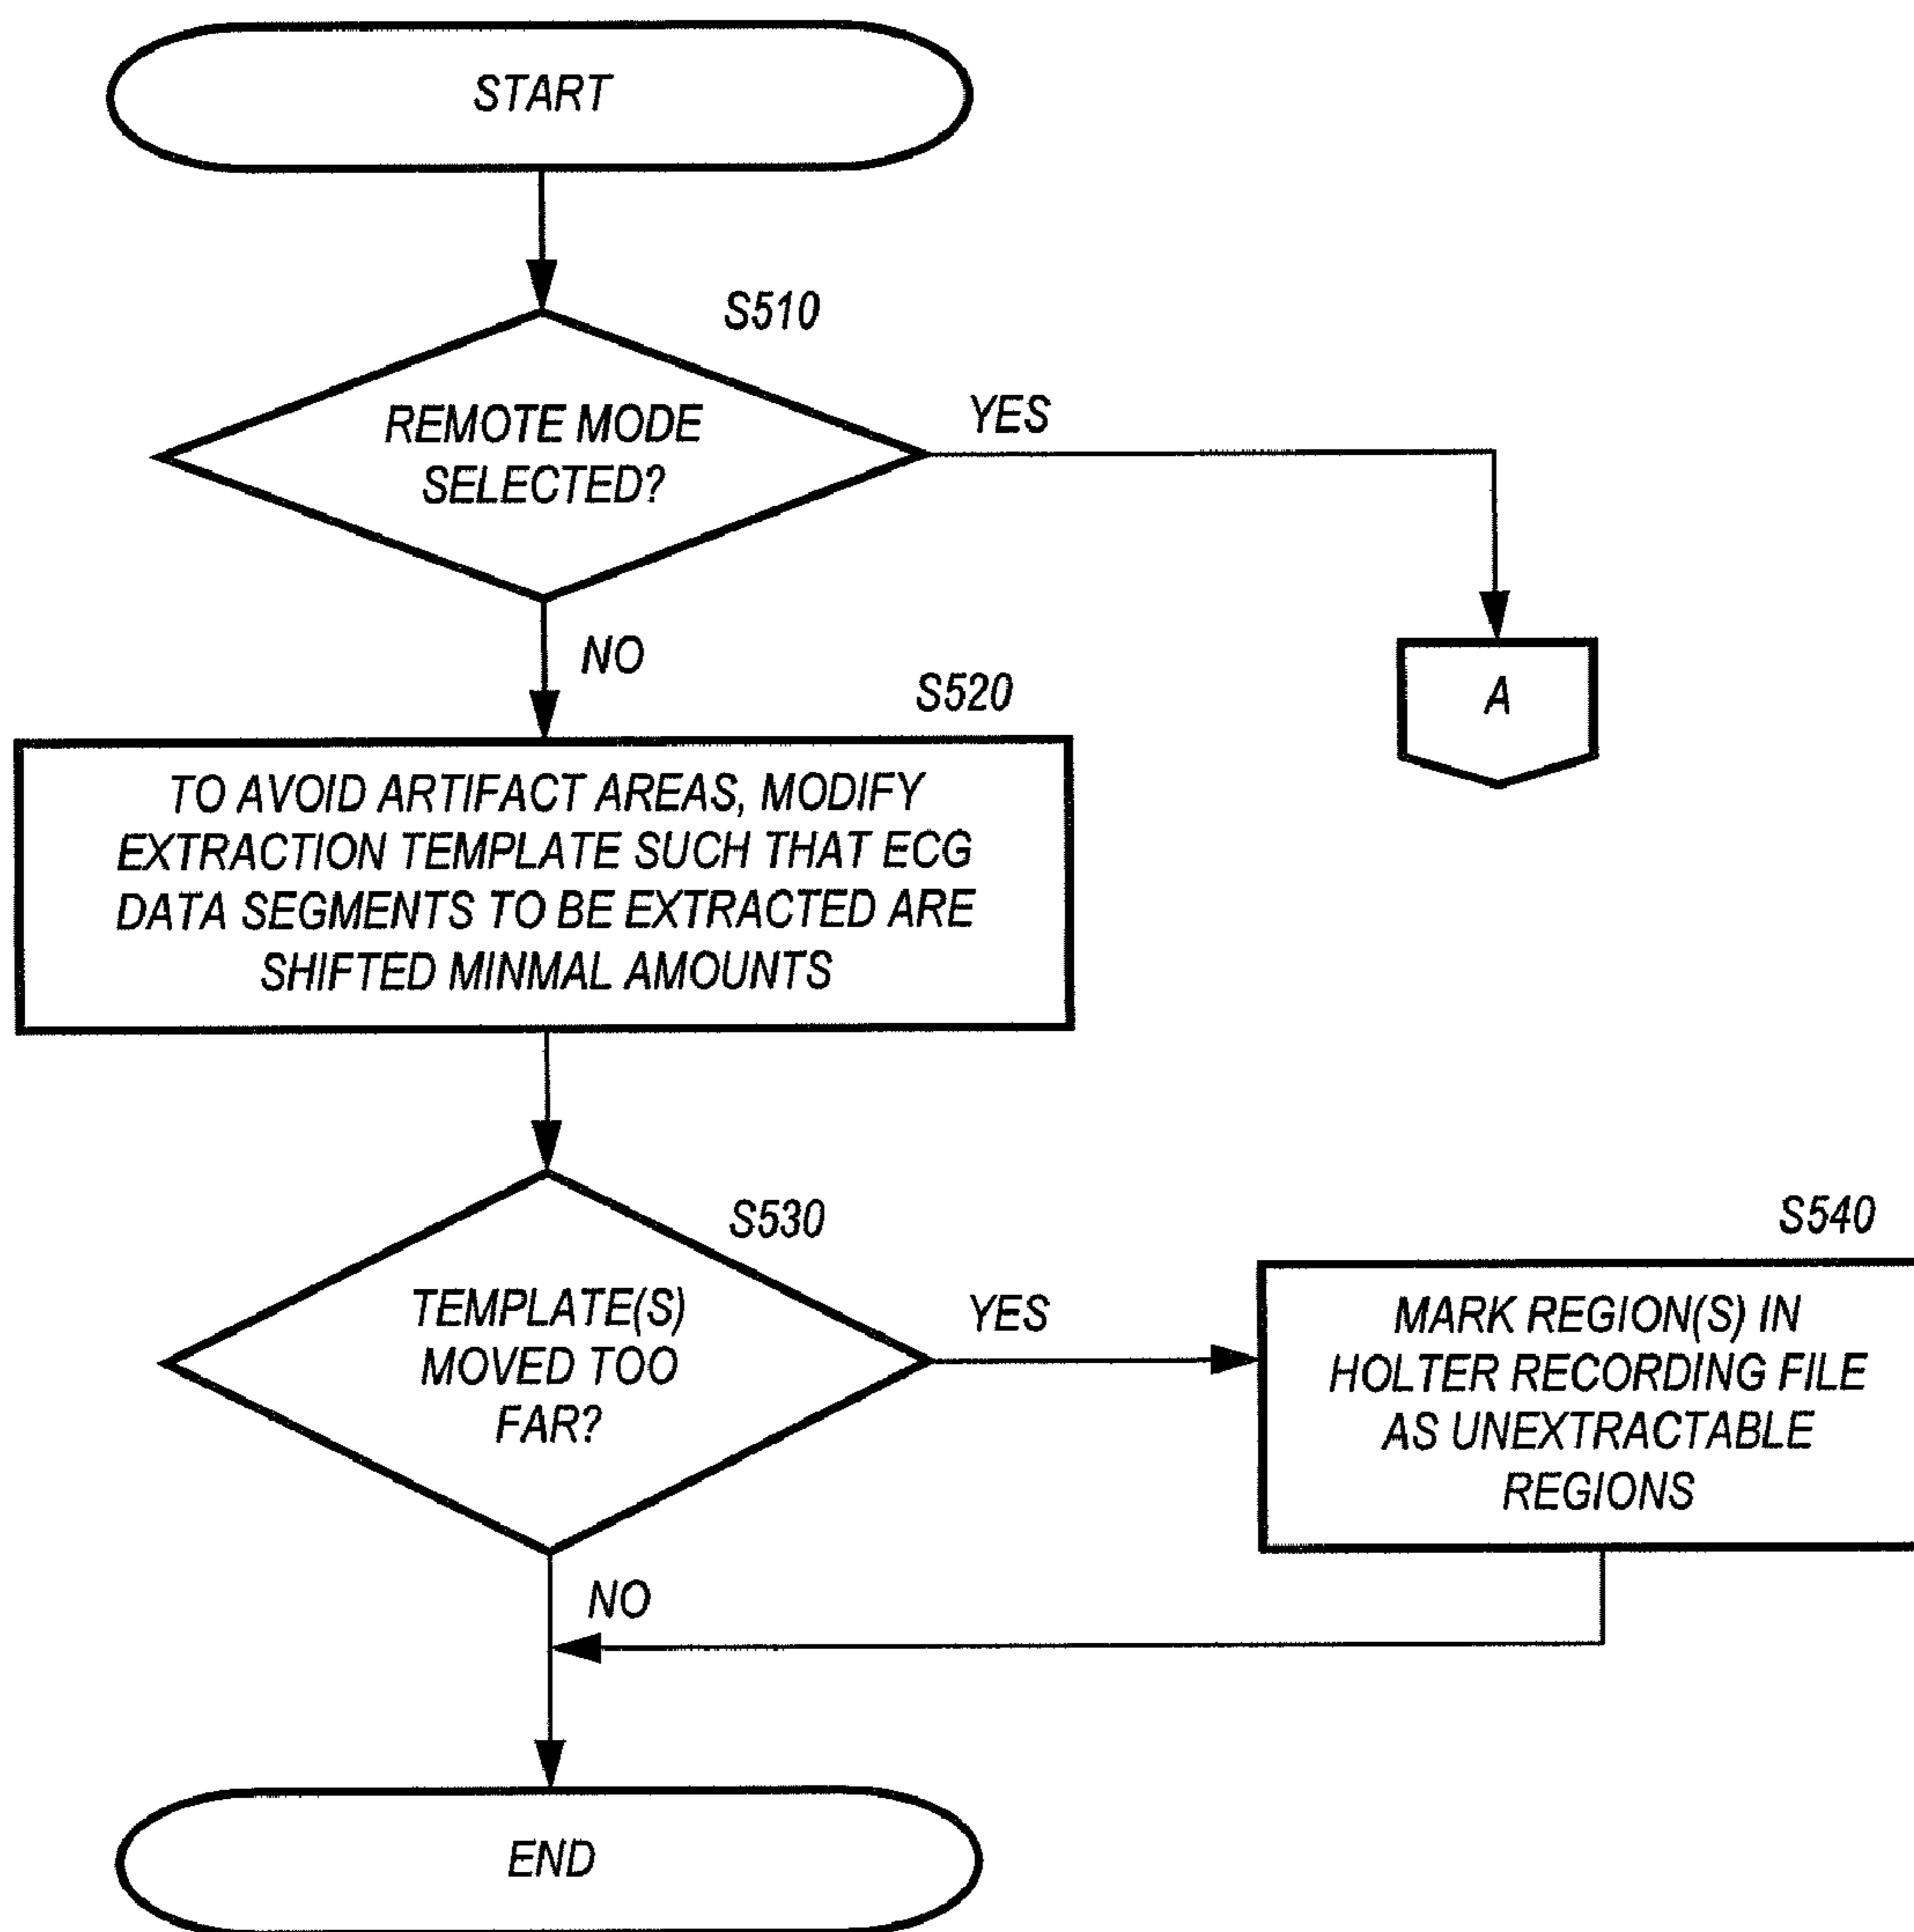 START
S510
REMOTE MODE
SELECTED?
YES
NO
A
S520
TO AVOID ARTIFACT AREAS, MODIFY
EXTRACTION TEMPLATE SUCH THAT ECG
DATA SEGMENTS TO BE EXTRACTED ARE
SHIFTED MINMAL AMOUNTS
S530
TEMPLATE(S)
MOVED TOO
FAR?
YES
S540
MARK REGION(S) IN
HOLTER RECORDING FILE
AS UNEXTRACTABLE
REGIONS
NO
END